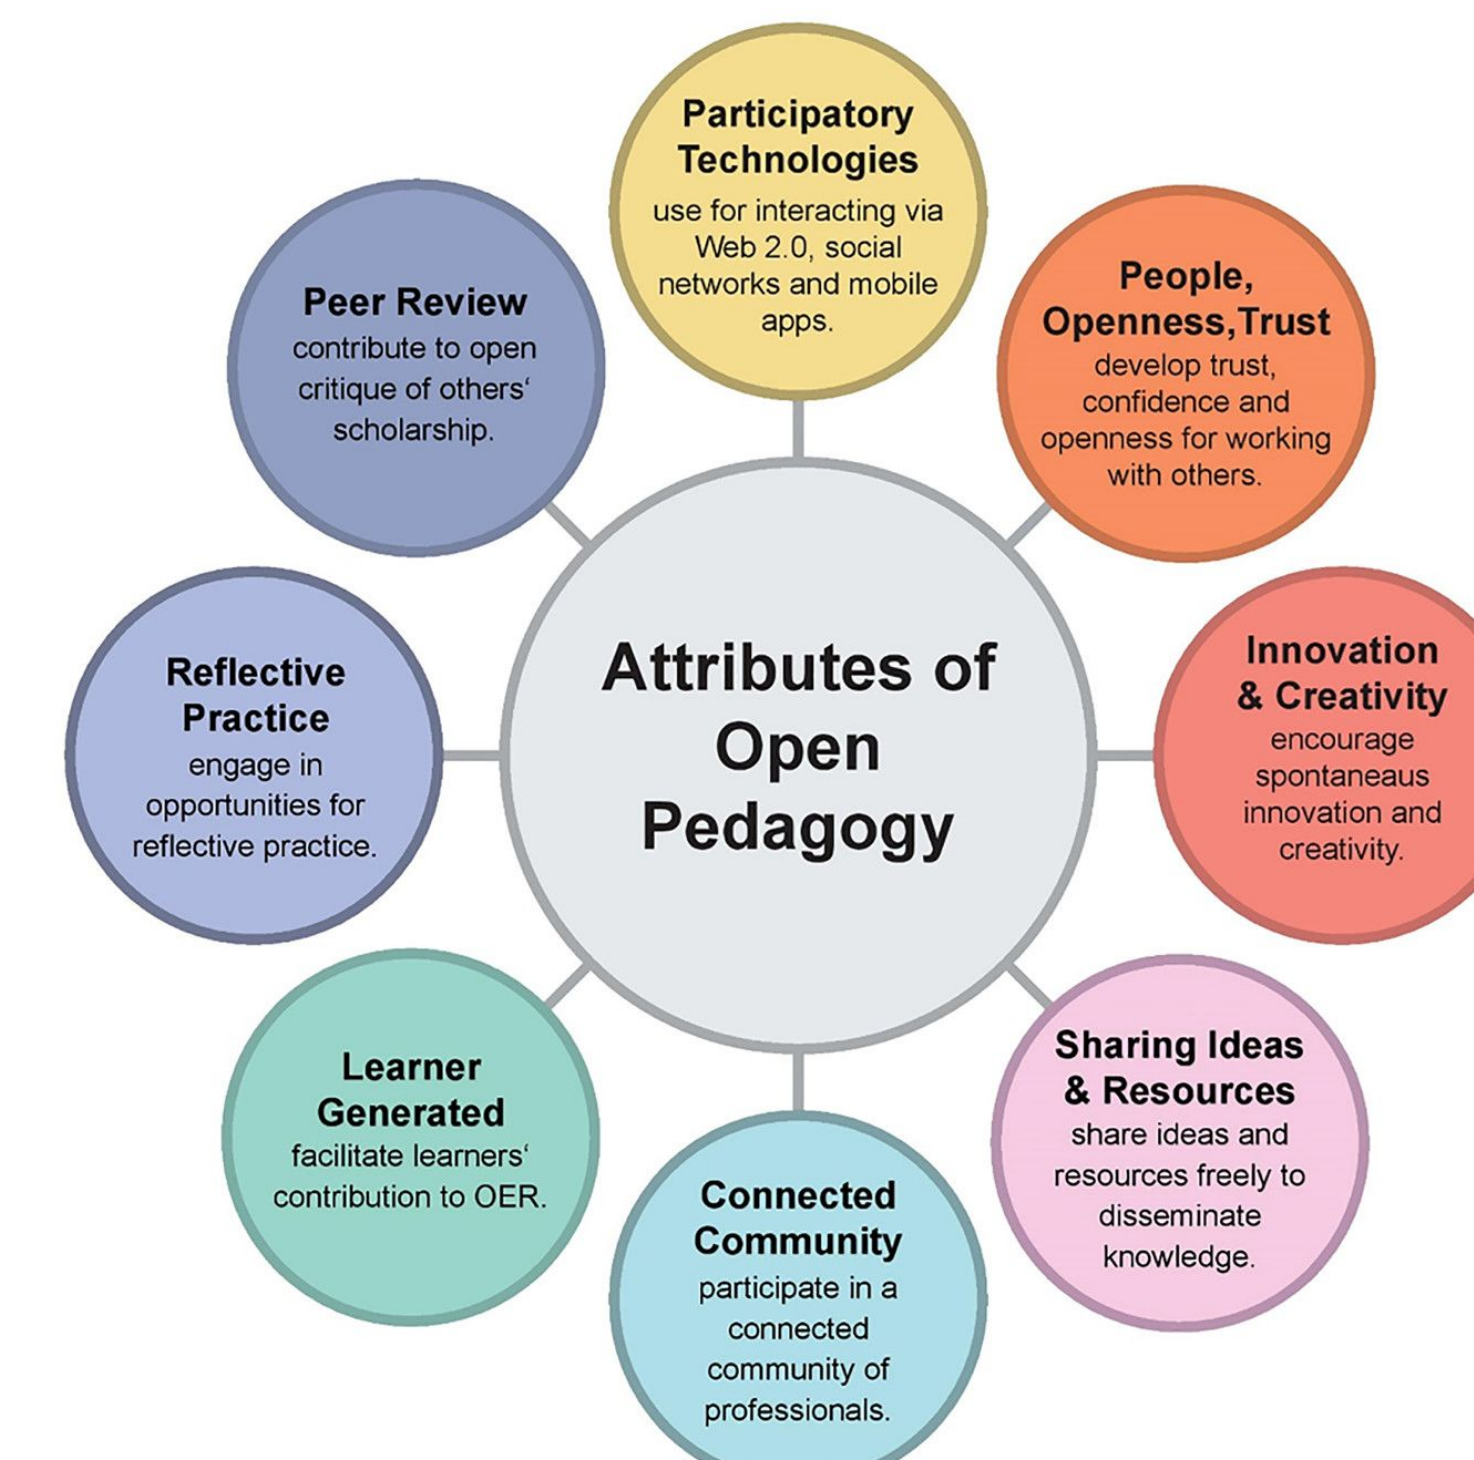 Participatory
Technologies
use for interacting via
Web 2.0, social
networks and mobile
apps.
People,
Openness,Trust
develop trust,
confidence and
openness for working
with others.
Innovation
& Creativity
encourage
spontaneaus
innovation and
creativity.
Sharing Ideas
& Resources
share ideas and
resources freely to
disseminate
knowledge.
Connected
Community
participate in a
connected
community of
professionals.
Learner
Generated
facilitate learners‘
contribution to OER.
Reflective
Practice
engage in
opportunities for
reflective practice.
Peer Review
contribute to open
critique of others‘
scholarship.
Attributes of
Open
Pedagogy